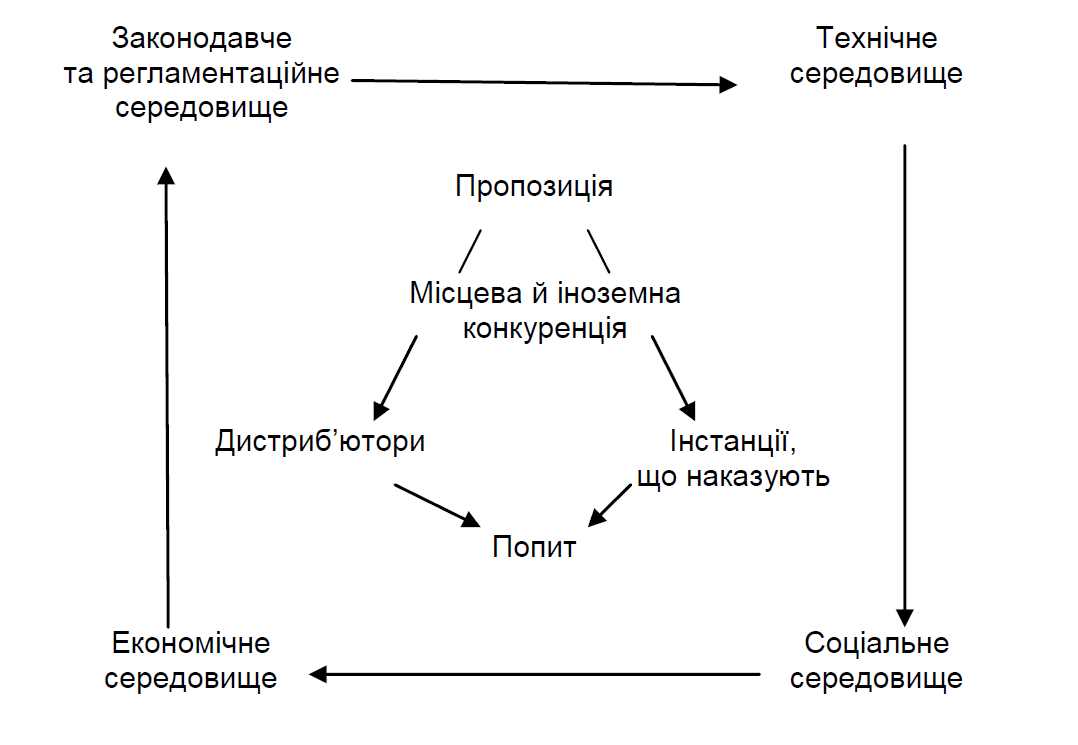 Законодавче
та регламентаційне
середовище
Технічне
середовище
Пропозиція
Місцева й іноземна
конкуренція
Дистриб’ютори
Інстанції,
що наказують
Попит
Економічне
середовище
Соціальне
середовище